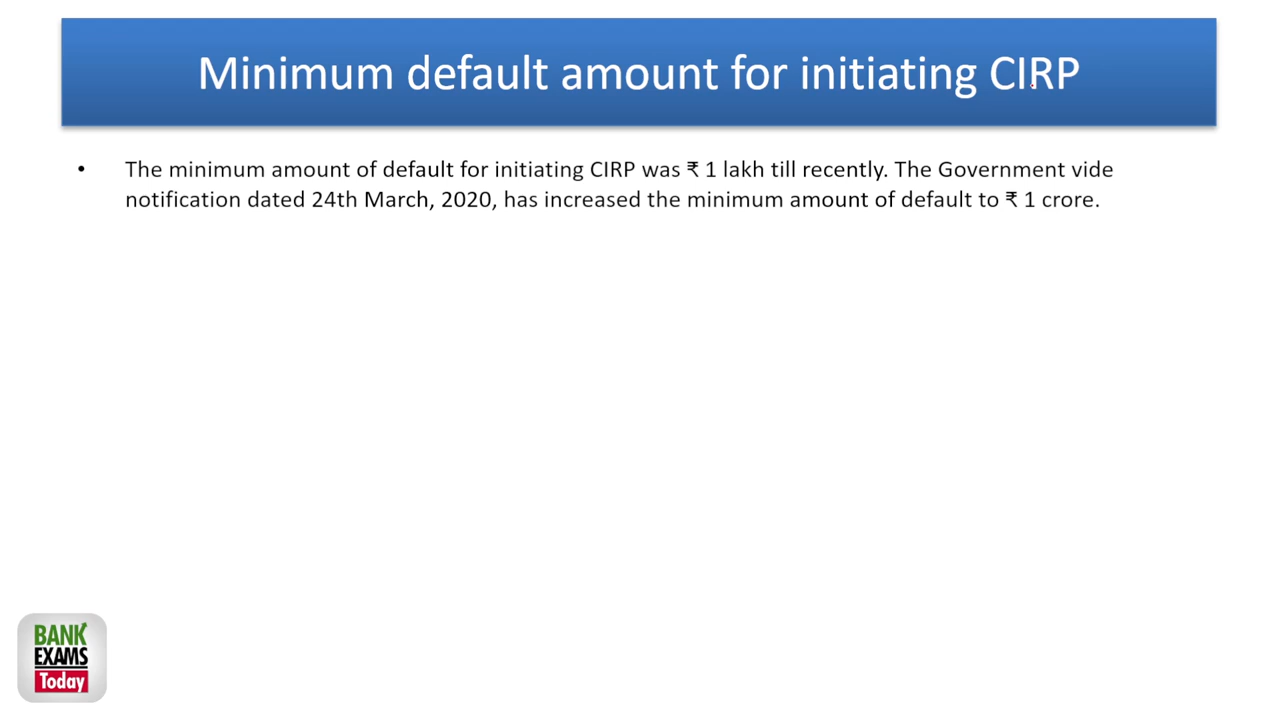 Minimum default amount for initiating CIRP
• The minimum amount of default for initiating CIRP was ₹ 1 lakh till recently. The Government vide
notification dated 24th March, 2020, has increased the minimum amount of default to ₹ 1 crore.
BANK
EXAMS
Today